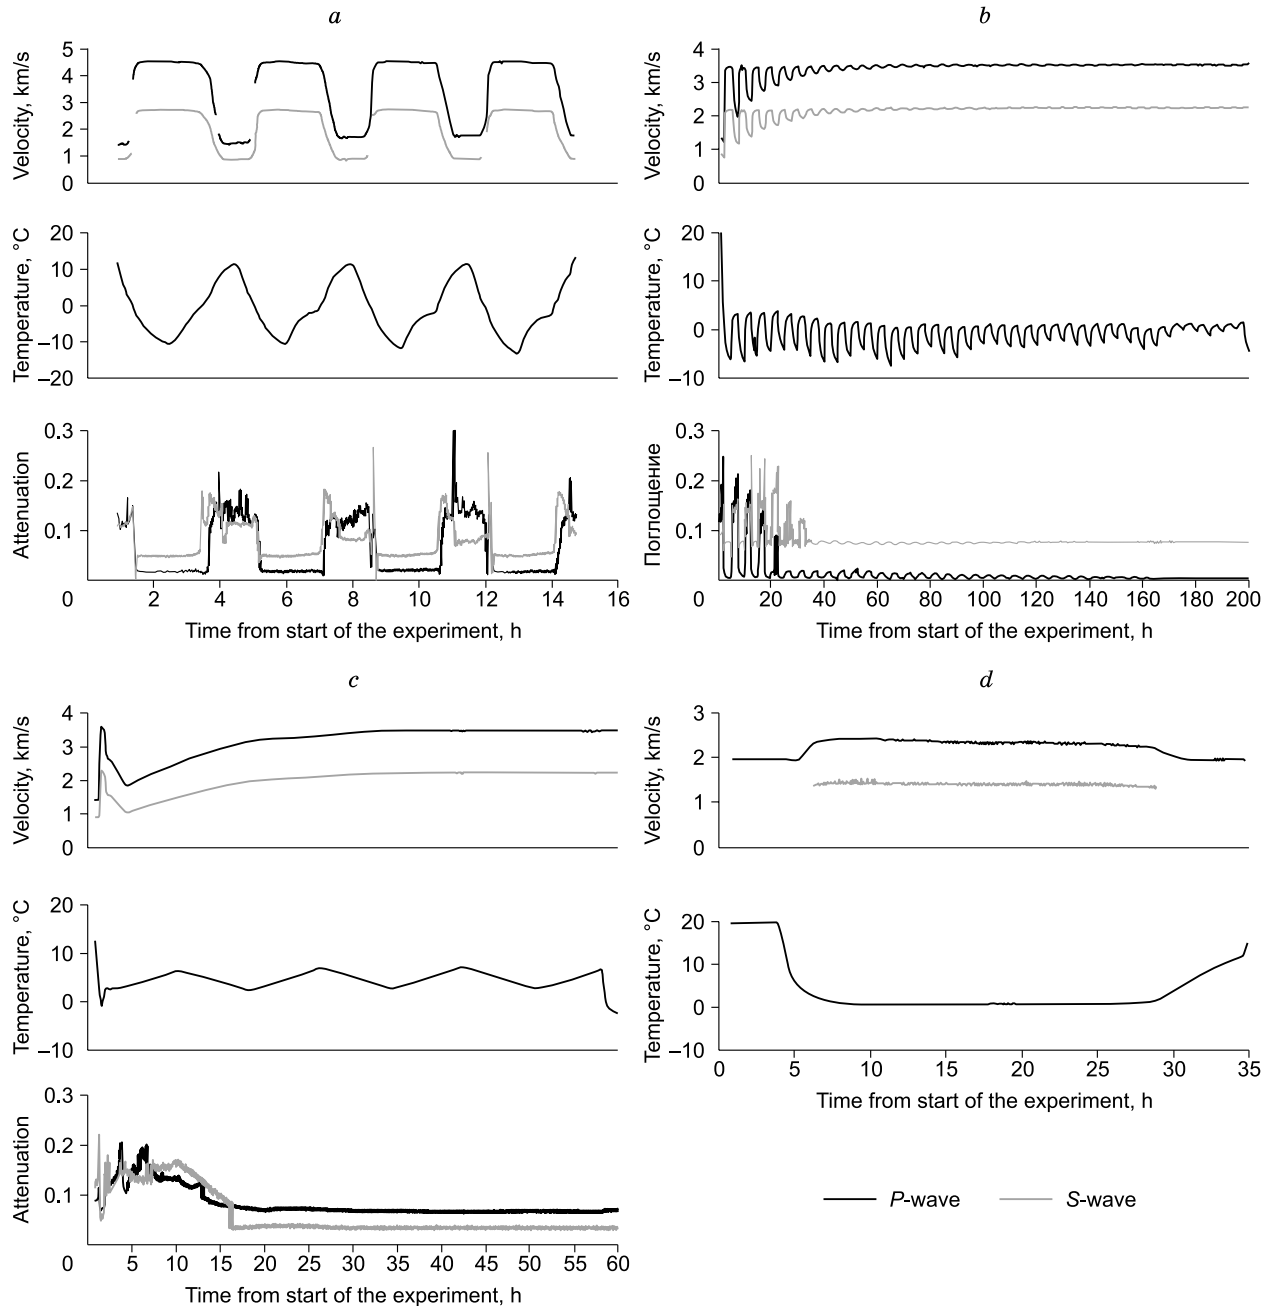 a
Velocity, km/s
5
4
3
2
1
0
Temperature, °C
20
10
0
–10
–20
Attenuation
0.3
0.2
0.1
0
2 4 6 8 10 12 14 16
Time from start of the experiment, h
b
Velocity, km/s
4
3
2
1
0
Temperature, °C
20
10
0
–10
Поглощение
0.3
0.2
0.1
0
20 40 60 80 100 120 140 160 180 200
Time from start of the experiment, h
c
Velocity, km/s
4
3
2
1
0
Temperature, °C
20
10
0
–10
Attenuation
0.3
0.2
0.1
0
5 10 15 20 25 30 35 40 45 50 55 60
Time from start of the experiment, h
d
Velocity, km/s
3
2
1
0
Temperature, °C
20
10
0
–10
0 5 10 15 20 25 30 35
Time from start of the experiment, h
P-wave S-wave